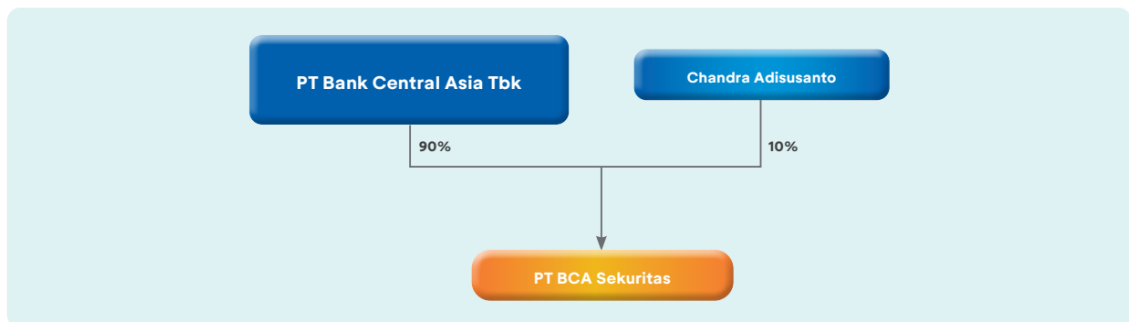 PT Bank Central Asia Tbk
Chandra Adisusanto
90%
10%
PT BCA Sekuritas